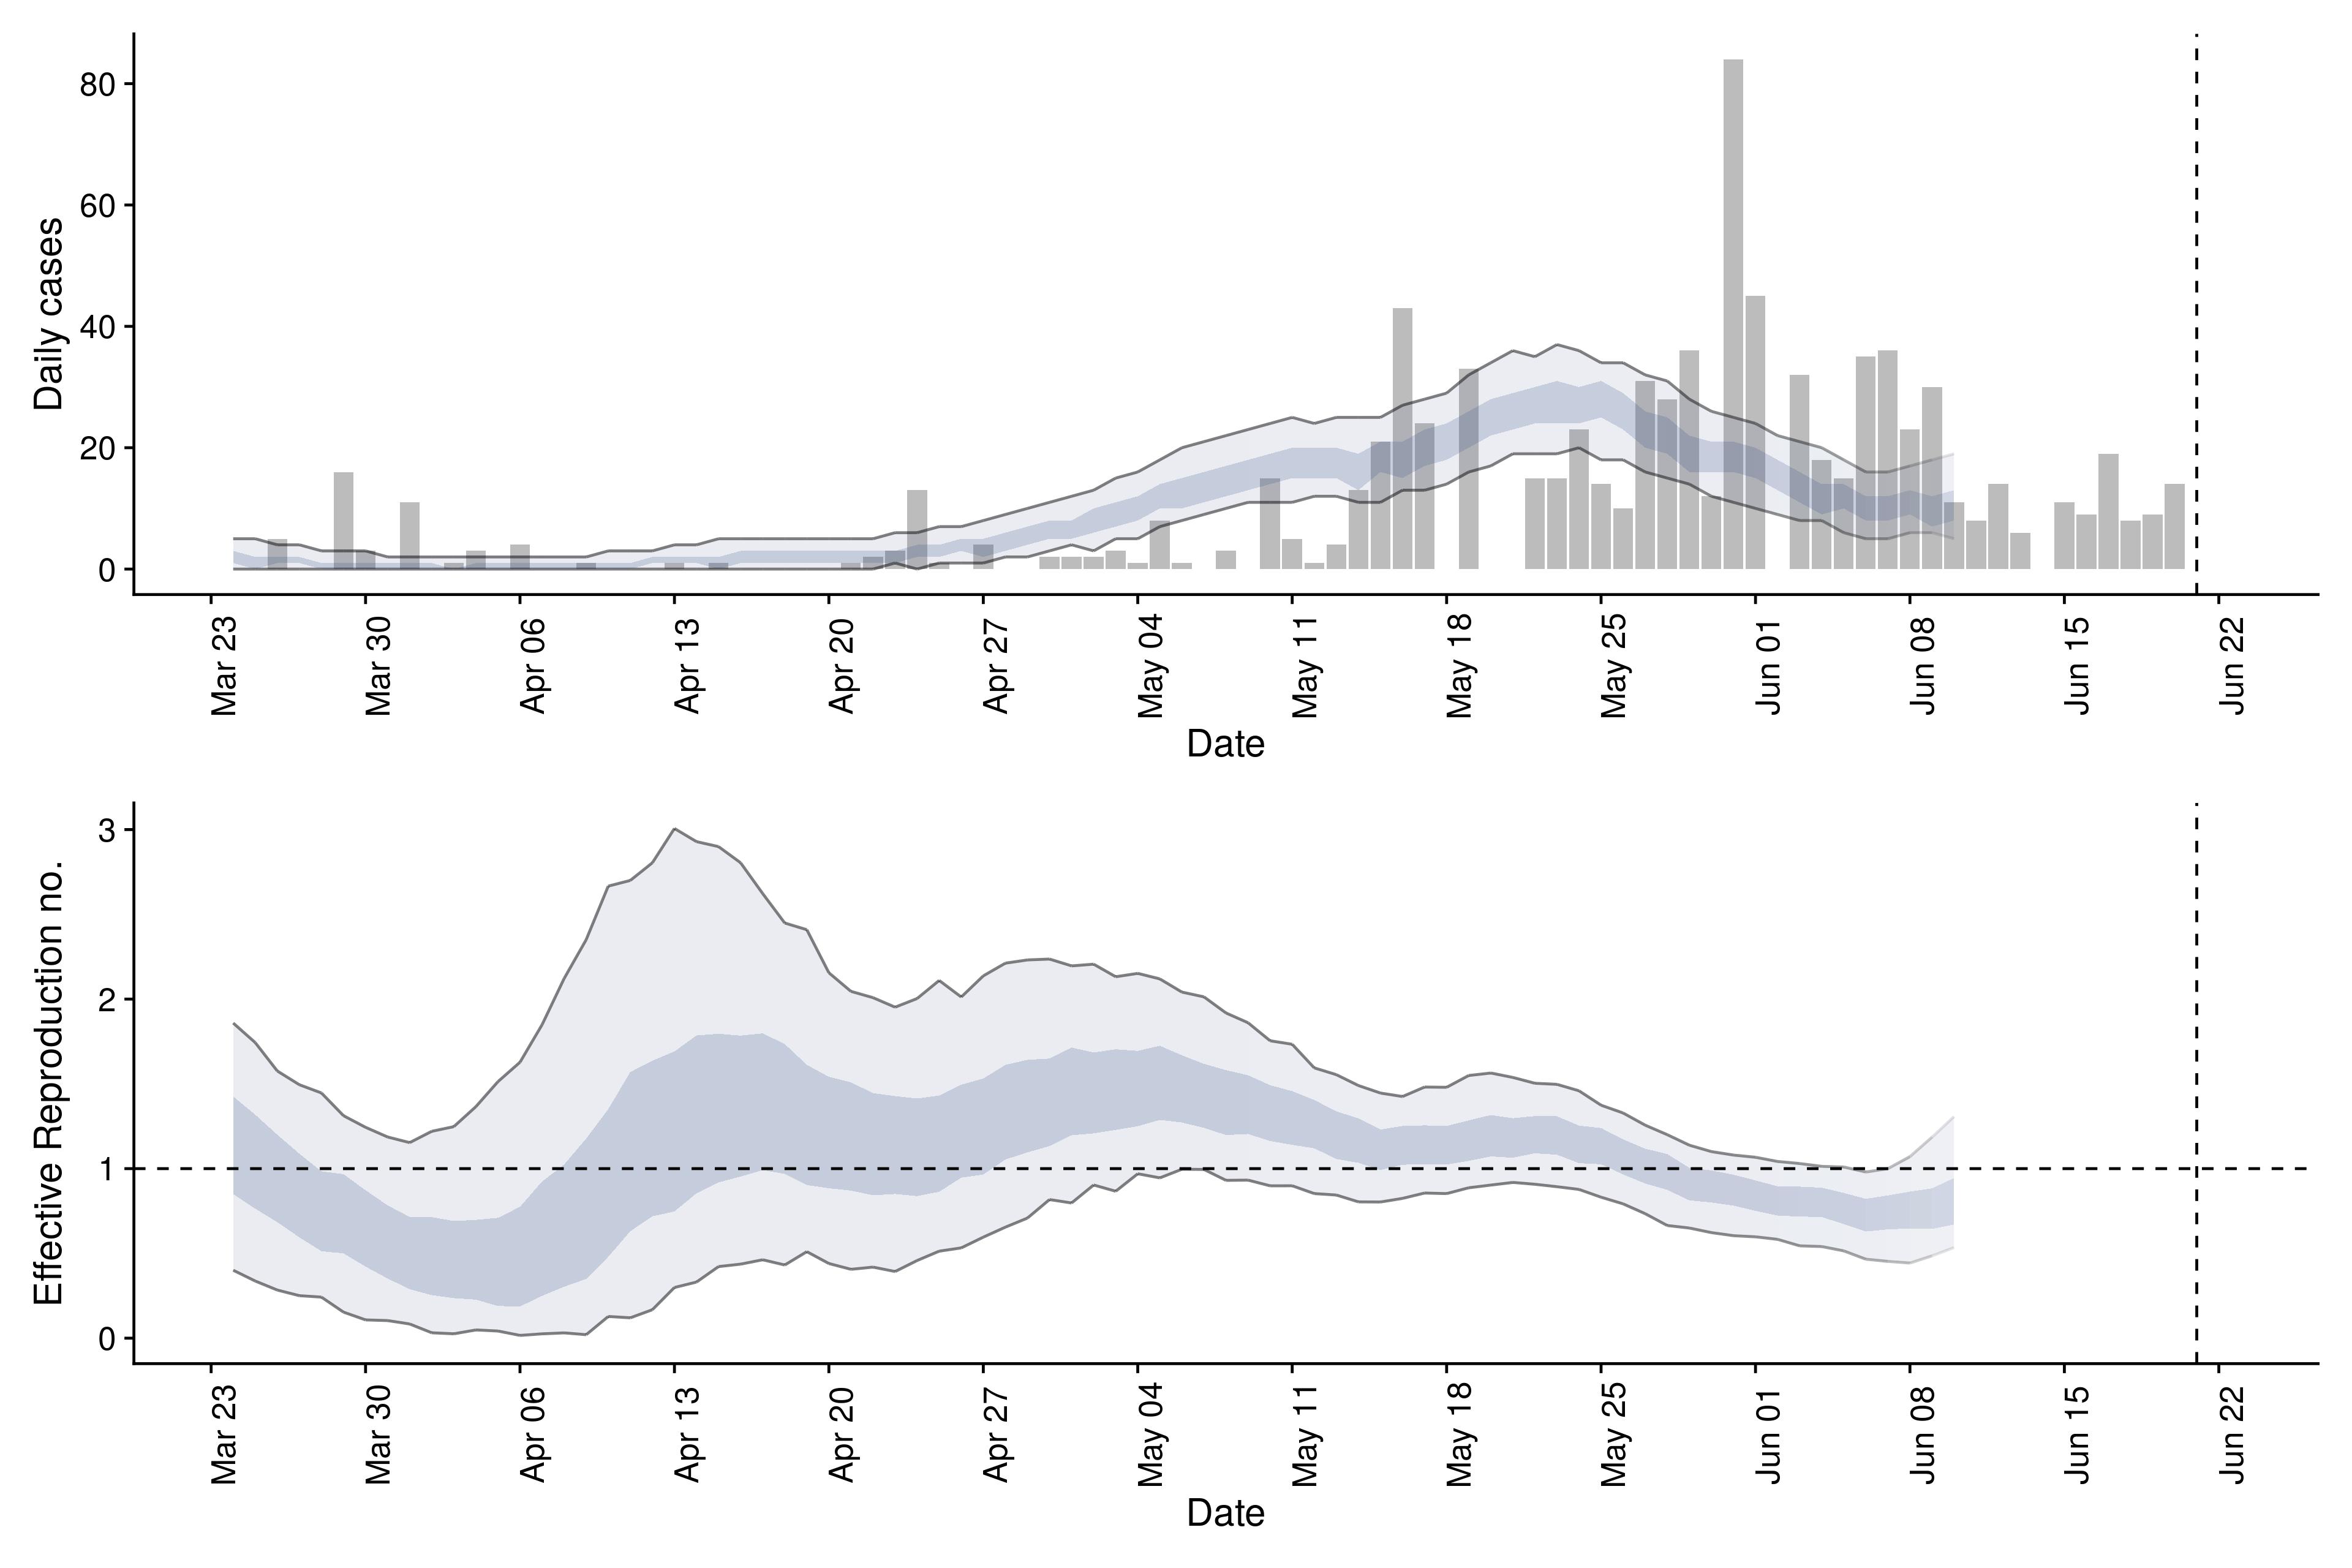 Daily cases
80
60
40
20
0
Mar 23
Mar 30
Apr 06
Apr 13
Apr 20
Apr 27
May 04
May 11
May 18
May 25
Jun 01
Jun 08
Jun 15
Jun 22
Date
Effective Reproduction no.
3
2
1
0
Mar 23
Mar 30
Apr 06
Apr 13
Apr 20
Apr 27
May 04
May 11
May 18
May 25
Jun 01
Jun 08
Jun 15
Jun 22
Date